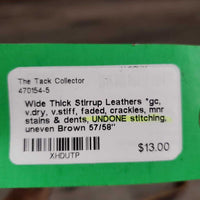 The Tack Collector
470154-5
Wide Thick Stirrup Leathers "gc,
v.dry, v.stiff, faded, crackles, mnr
stains & dents, UNDONE stitching,
uneven Brown 57/58"
XHDUTP
$13.00